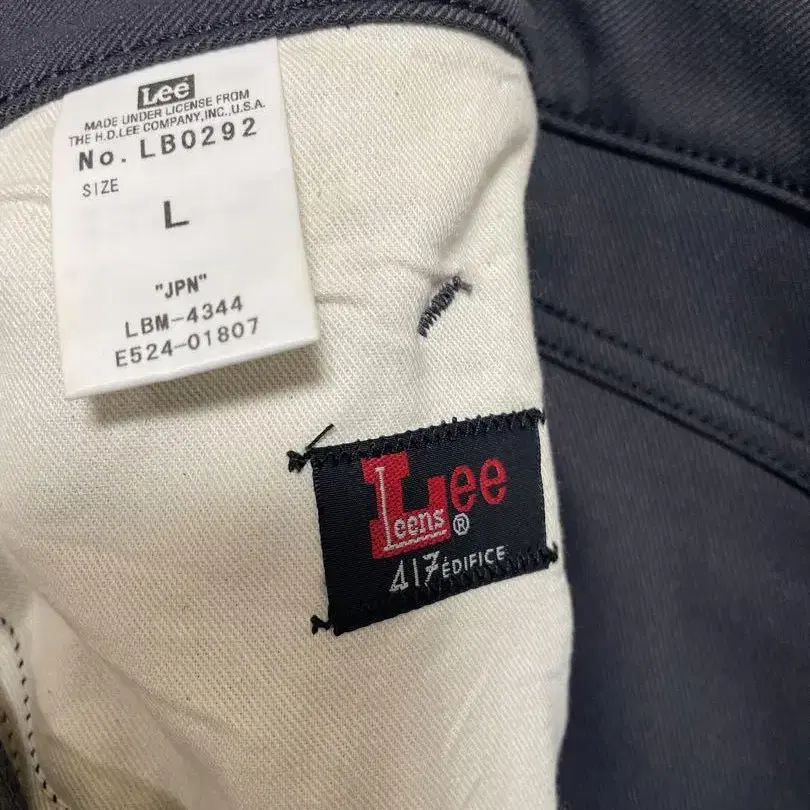 Lee
MADE UNDER LICENSE FROM
THE H.D.LEE COMPANY,INC.,U.S.A.
No. LB0292
SIZE
L
"JPN"
LBM-4344
E524-01807
Lee
leens ®
417 ÉDIFICE